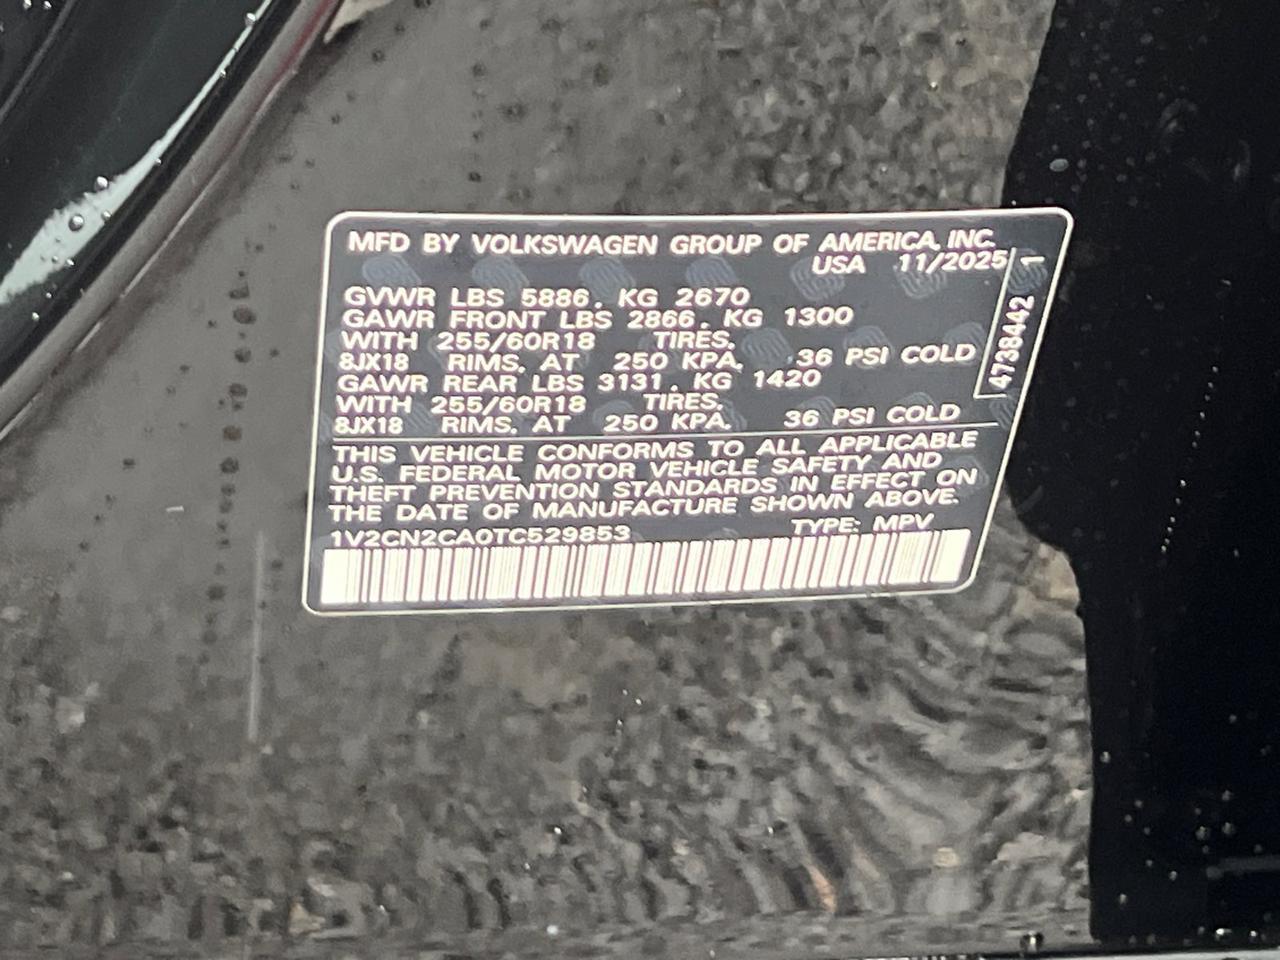 MFD BY VOLKSWAGEN GROUP OF AMERICA, INC.
USA 11/2025
GVWR LBS 5886. KG 2670
GAWR FRONT LBS 2866. KG 1300
WITH 255/60R18 TIRES.
8JX18 RIMS. AT 250 KPA. 36 PSI COLD
GAWR REAR LBS 3131. KG 1420
WITH 255/60R18 TIRES.
8JX18 RIMS. AT 250 KPA. 36 PSI COLD
THIS VEHICLE CONFORMS TO ALL APPLICABLE
U.S. FEDERAL MOTOR VEHICLE SAFETY AND
THEFT PREVENTION STANDARDS IN EFFECT ON
THE DATE OF MANUFACTURE SHOWN ABOVE.
1V2CN2CA0TC529853 TYPE: MPV
4738442 1